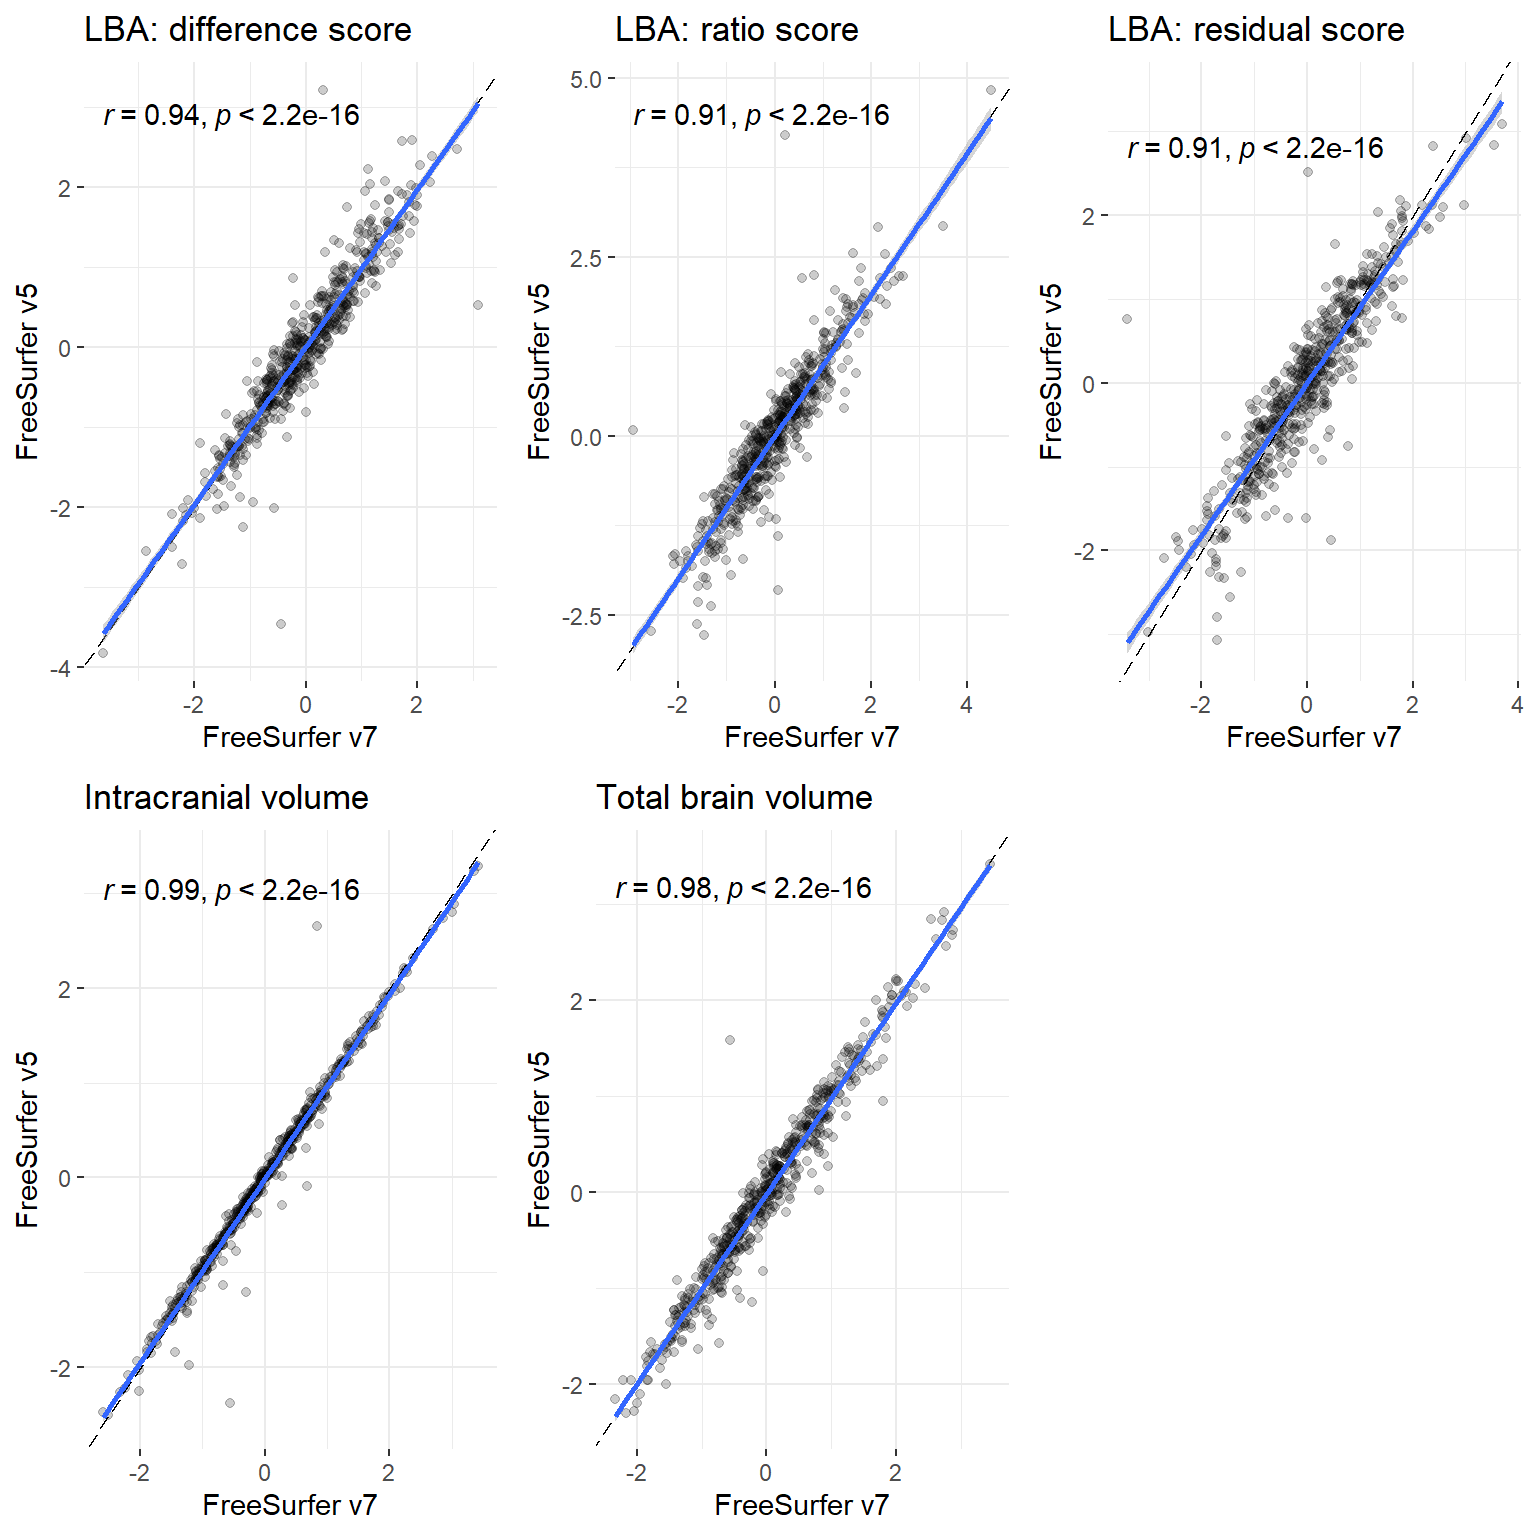 LBA: difference score
r = 0.94, p < 2.2e-16
2
0
-2
-4
-2 0 2
FreeSurfer v7
FreeSurfer v5
LBA: ratio score
r = 0.91, p < 2.2e-16
5.0
2.5
0.0
-2.5
-2 0 2 4
FreeSurfer v7
FreeSurfer v5
LBA: residual score
r = 0.91, p < 2.2e-16
2
0
-2
-2 0 2 4
FreeSurfer v7
FreeSurfer v5
Intracranial volume
r = 0.99, p < 2.2e-16
2
0
-2
-2 0 2
FreeSurfer v7
FreeSurfer v5
Total brain volume
r = 0.98, p < 2.2e-16
2
0
-2
-2 0 2
FreeSurfer v7
FreeSurfer v5